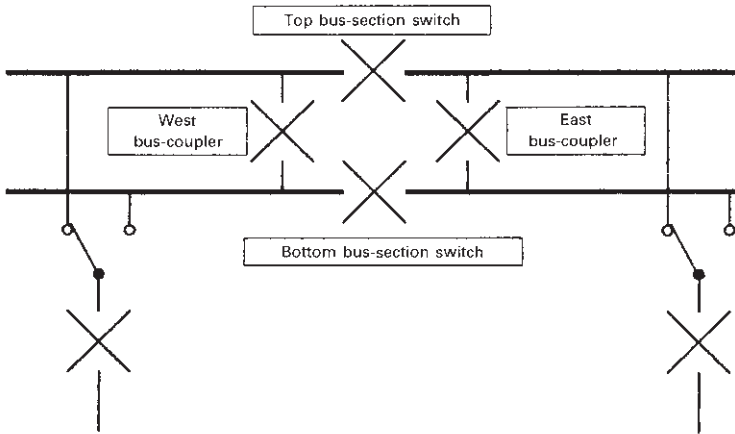 Top bus-section switch
West
bus-coupler
East
bus-coupler
Bottom bus-section switch